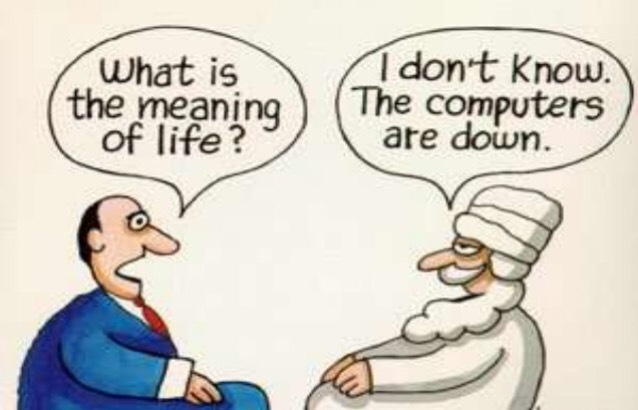 What is
the meaning
of life?
I don't know.
The computers
are down.